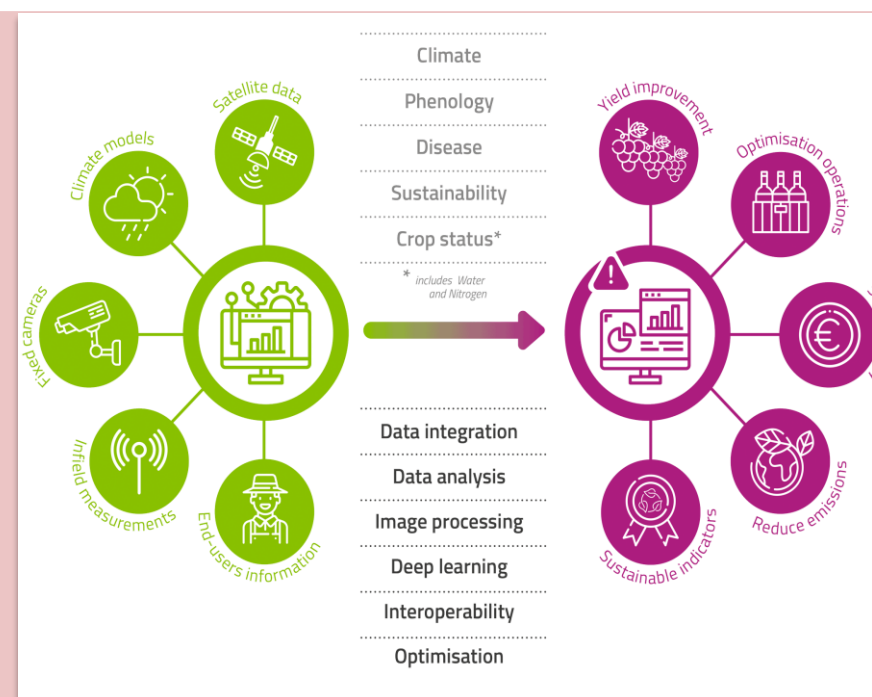 Satellite data
Climate models
Fixed cameras
Infield measurements
End-users information
Climate
Phenology
Disease
Sustainability
Crop status*
* includes Water
and Nitrogen
Data integration
Data analysis
Image processing
Deep learning
Interoperability
Optimisation
Yield improvement
Optimisation operations
€
Reduce emissions
Sustainable indicators